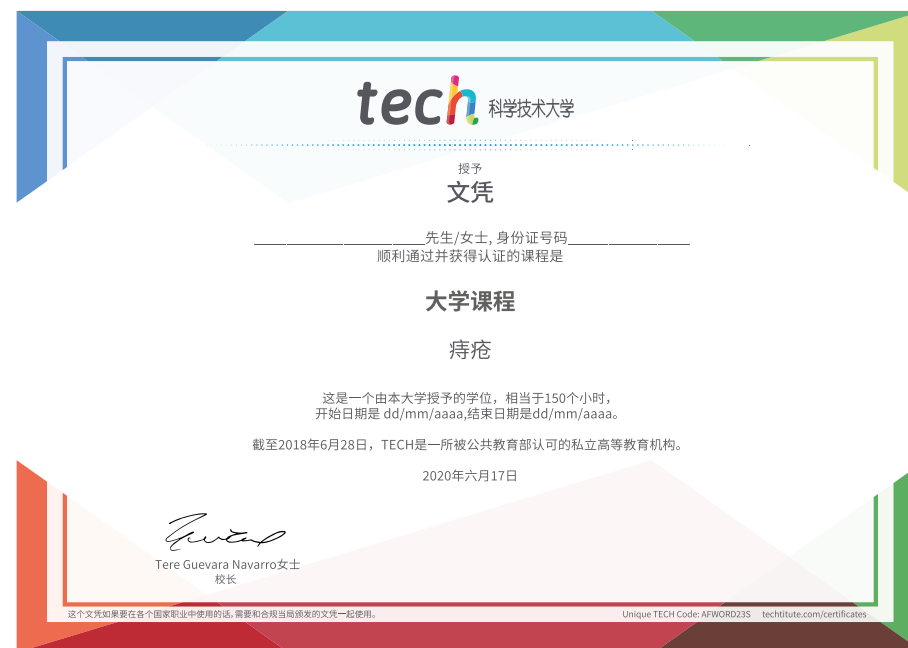 tech 科学技术大学
授予
文凭
先生/女士, 身份证号码
顺利通过并获得认证的课程是
大学课程
痔疮
这是一个由本大学授予的学位，相当于150个小时，
开始日期是 dd/mm/aaaa,结束日期是dd/mm/aaaa。
截至2018年6月28日，TECH是一所被公共教育部认可的私立高等教育机构。
2020年六月17日
Tere Guevara Navarro女士
校长
这个文凭如果要在各个国家职业中使用的话,需要和合规当局颁发的文凭一起使用。
Unique TECH Code: AFWORD23S techtitute.com/certificates